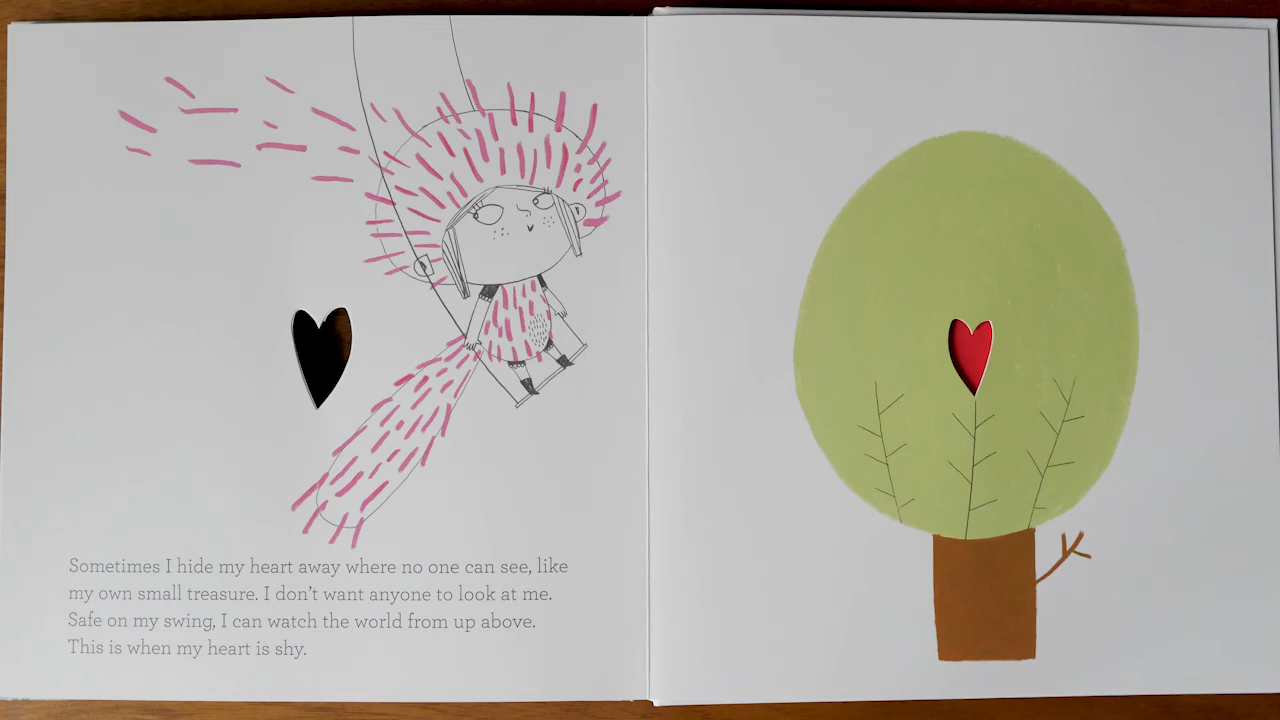 Sometimes I hide my heart away where no one can see, like
my own small treasure. I don't want anyone to look at me.
Safe on my swing, I can watch the world from up above.
This is when my heart is shy.